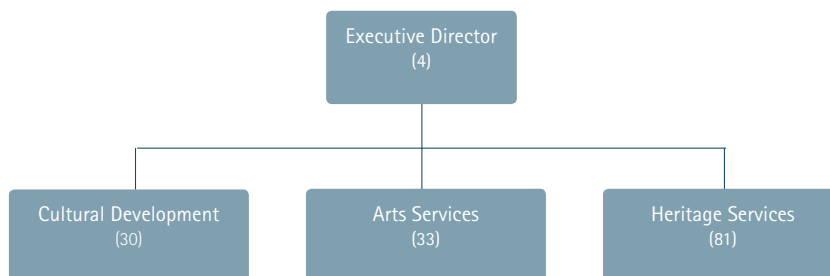 Executive Director
(4)
Cultural Development
(30)
Arts Services
(33)
Heritage Services
(81)